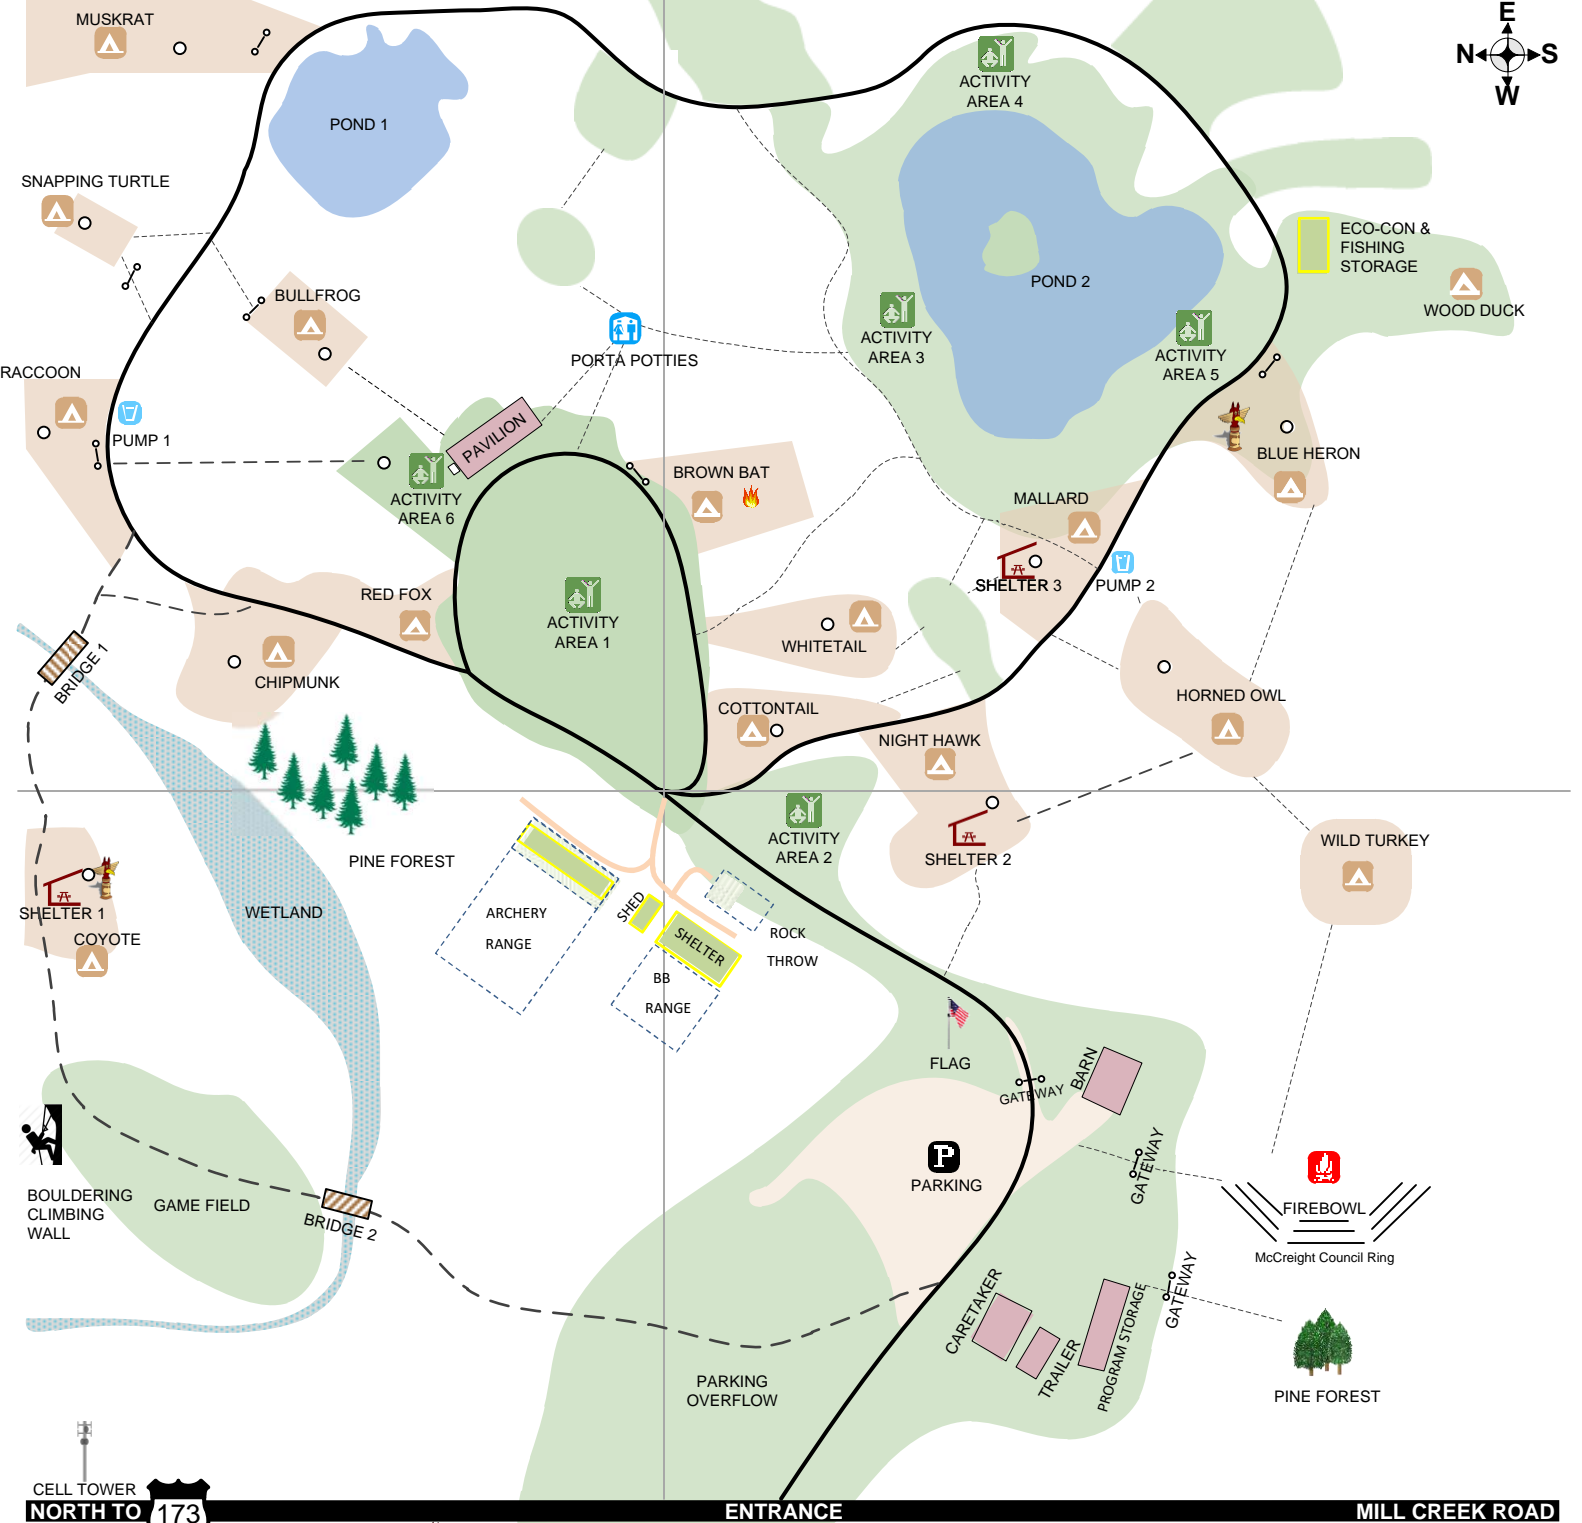 MUSKRAT
E
N
S
W
ACTIVITY
AREA 4
POND 1
SNAPPING TURTLE
ECO-CON &
FISHING
STORAGE
POND 2
BULLFROG
WOOD DUCK
ACTIVITY
AREA 3
PORTA POTTIES
ACTIVITY
AREA 5
RACCOON
PUMP 1
PAVILION
BLUE HERON
BROWN BAT
ACTIVITY
AREA 6
MALLARD
SHELTER 3
PUMP 2
RED FOX
ACTIVITY
AREA 1
WHITETAIL
BRIDGE 1
CHIPMUNK
HORNED OWL
COTTONTAIL
NIGHT HAWK
ACTIVITY
AREA 2
WILD TURKEY
PINE FOREST
SHELTER 2
SHELTER 1
COYOTE
WETLAND
ARCHERY
RANGE
SHED
SHELTER
ROCK
THROW
BB
RANGE
FLAG
BARN
GATEWAY
P
PARKING
GATEWAY
BOULDERING
CLIMBING
WALL
GAME FIELD
BRIDGE 2
FIREBOWL
McCreight Council Ring
GATEWAY
CARETAKER
TRAILER
PROGRAM STORAGE
PARKING
OVERFLOW
PINE FOREST
CELL TOWER
NORTH TO 173
ENTRANCE
MILL CREEK ROAD